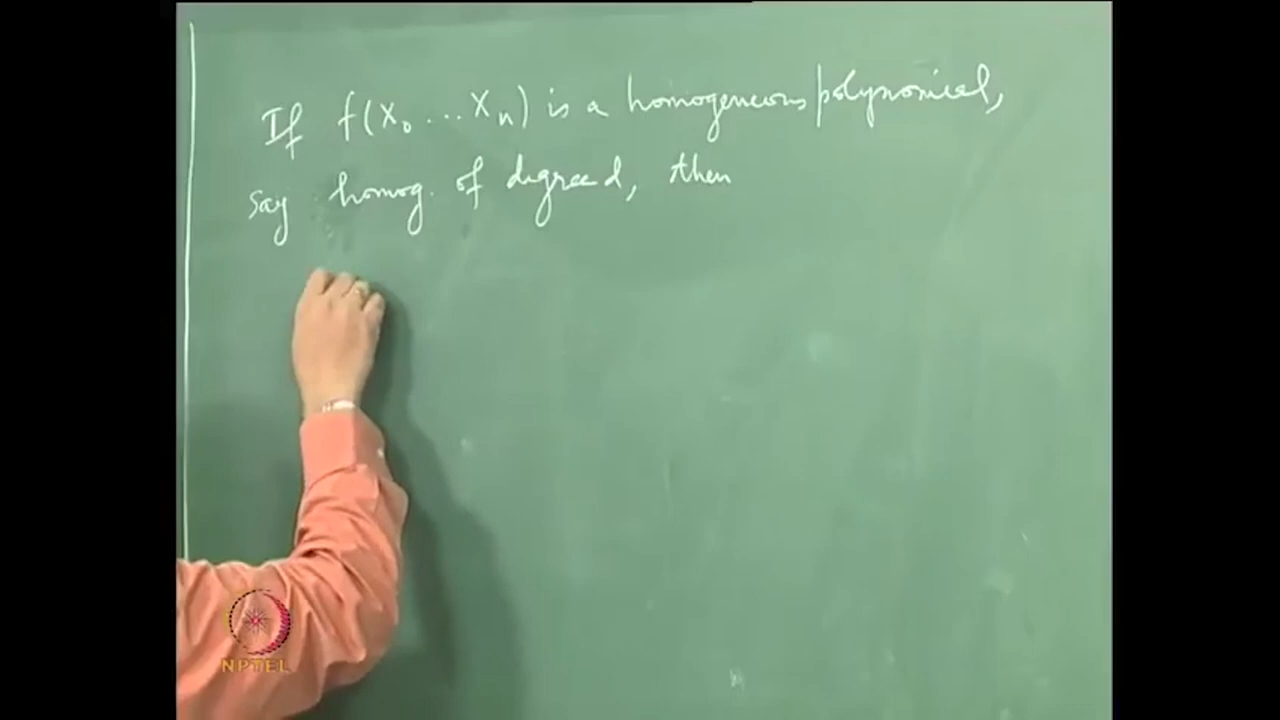 If f(X₀ ... Xₙ) is a homogeneous polynomial,
say homog. of degree d, then
NPTEL